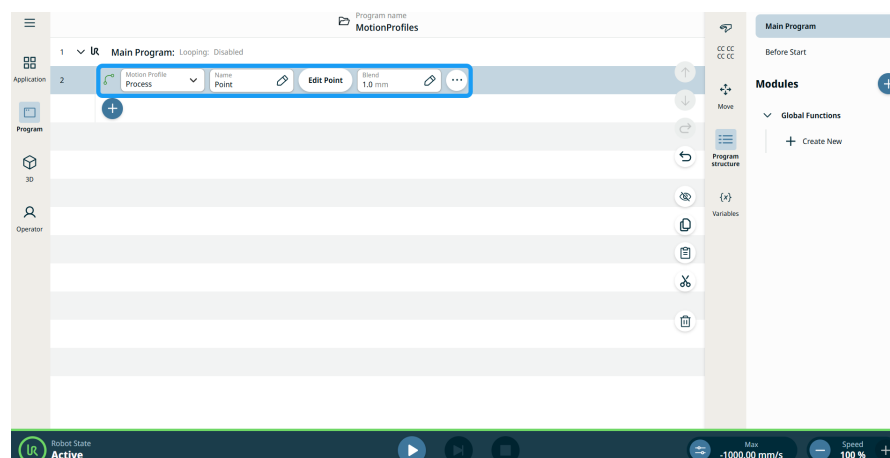 Program name
MotionProfiles
Application
Program
3D
Operator
1 Main Program: Looping: Disabled
2 Motion Profile Process Name Point Edit Point Blend 1.0 mm
CC CC
CC CC
Move
Program structure
{x}
Variables
Main Program
Before Start
Modules
Global Functions
Create New
Robot State
Active
Max
-1000.00 mm/s
Speed
100 %